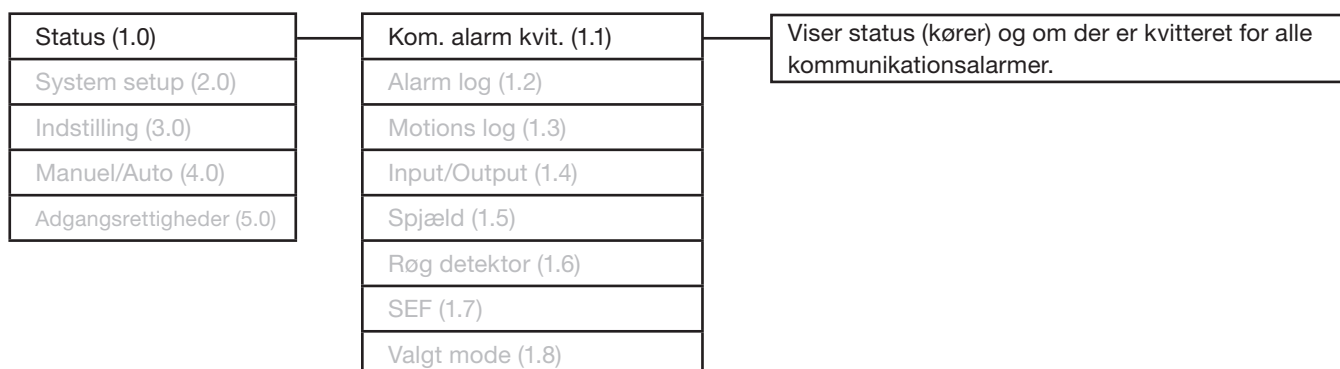 Status (1.0)
System setup (2.0)
Indstilling (3.0)
Manuel/Auto (4.0)
Adgangsrettigheder (5.0)
Kom. alarm kvit. (1.1)
Alarm log (1.2)
Motions log (1.3)
Input/Output (1.4)
Spjæld (1.5)
Røg detektor (1.6)
SEF (1.7)
Valgt mode (1.8)
Viser status (kører) og om der er kvitteret for alle
kommunikationsalarmer.